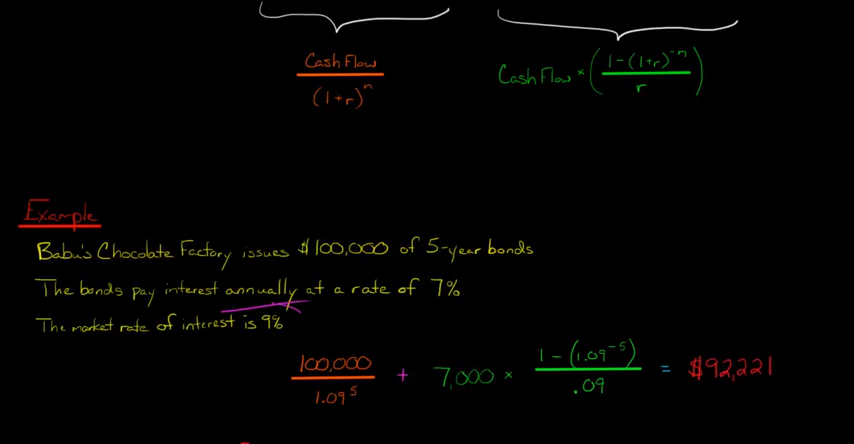 Cash Flow
(1+r)^n
Cash Flow × (1-(1+r)^-n / r)
Example
Babu's Chocolate Factory issues $100,000 of 5-year bonds
The bonds pay interest annually at a rate of 7%
The market rate of interest is 9%
100,000 / 1.09^5 + 7,000 × 1-(1.09^-5) / .09 = $92,221